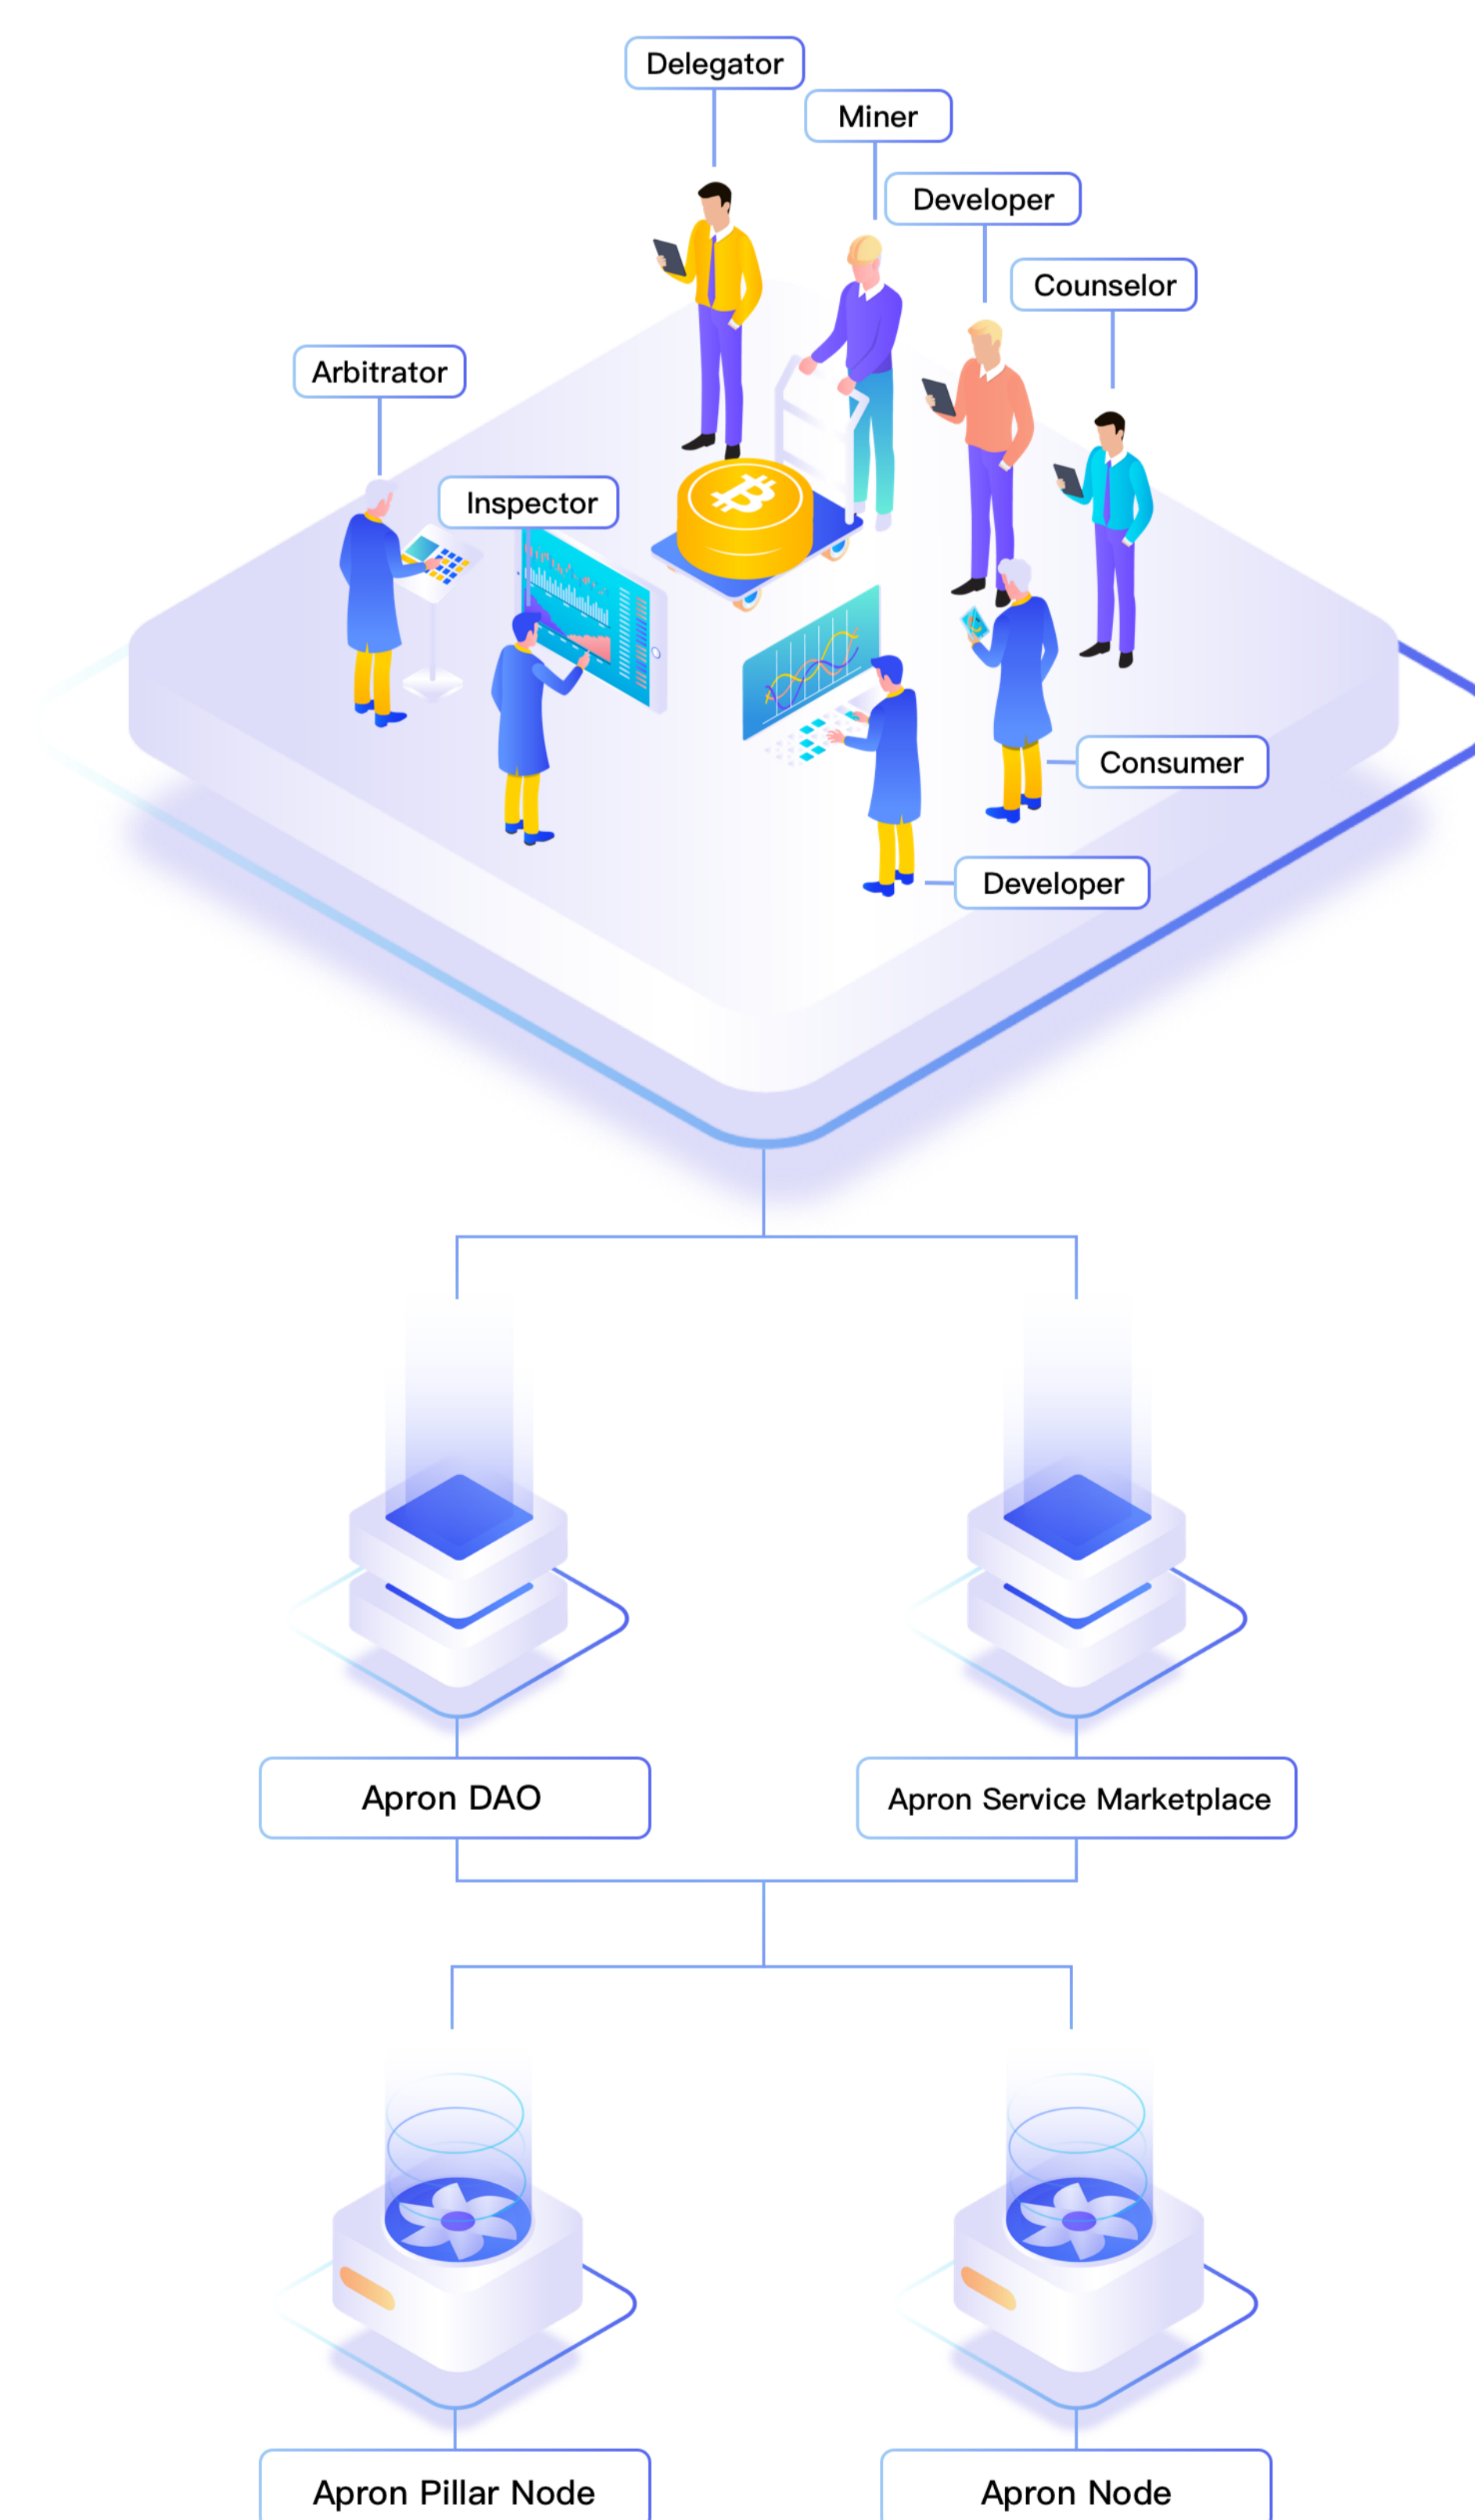 Delegator
Miner
Developer
Counselor
Arbitrator
Inspector
Consumer
Developer
Apron DAO
Apron Service Marketplace
Apron Pillar Node
Apron Node